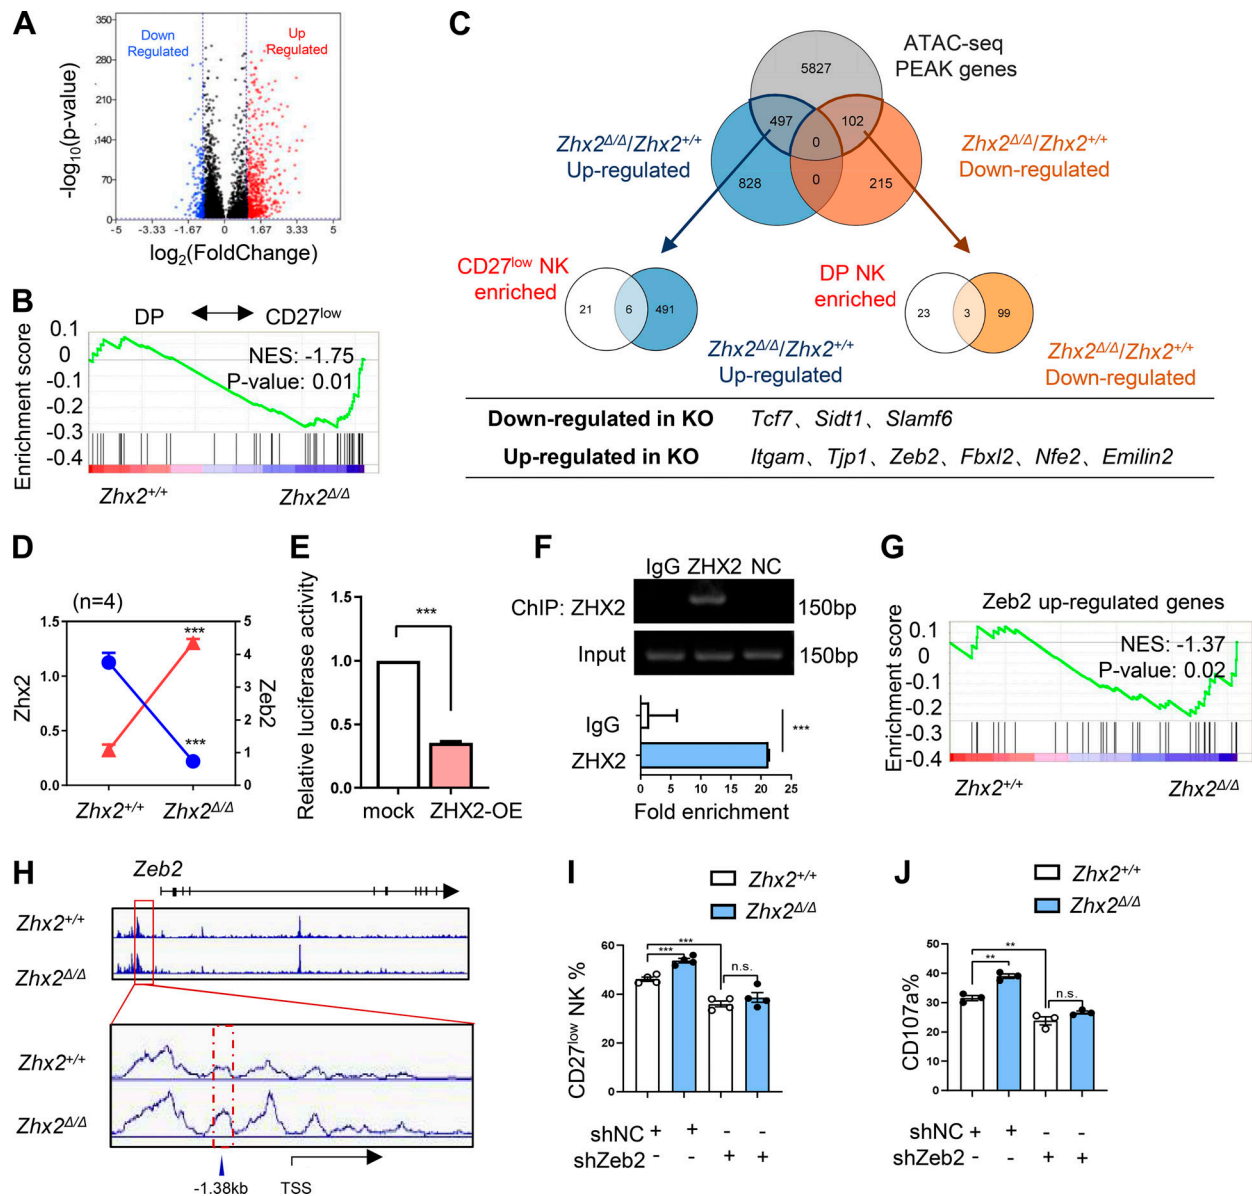 A
Down
Regulated
Up
Regulated
-log10(p-value)
350
280
210
140
70
0
-5 -3.33 -1.67 0 1.67 3.33 5
log2(FoldChange)
B
DP CD27low
Enrichment score
0.1
0
-0.1
-0.2
-0.3
-0.4
NES: -1.75
P-value: 0.01
Zhx2+/+ Zhx2Δ/Δ
C
ATAC-seq
PEAK genes
5827
497 102
0
0
828 215
Zhx2Δ/Δ/Zhx2+/+
Up-regulated
Zhx2Δ/Δ/Zhx2+/+
Down-regulated
CD27low NK
enriched
21 6 491
Zhx2Δ/Δ/Zhx2+/+
Up-regulated
DP NK
enriched
23 3 99
Zhx2Δ/Δ/Zhx2+/+
Down-regulated
Down-regulated in KO Tcf7、Sidt1、Slamf6
Up-regulated in KO Itgam、Tjp1、Zeb2、Fbxl2、Nfe2、Emilin2
D
(n=4)
Zhx2
1.5
1.0
0.5
0.0
Zeb2
5
4
3
2
1
0
***
***
Zhx2+/+ Zhx2Δ/Δ
E
Relative luciferase activity
1.5
1.0
0.5
0.0
***
mock ZHX2-OE
F
IgG ZHX2 NC
ChIP: ZHX2 150bp
Input 150bp
IgG
ZHX2
***
0 5 10 15 20 25
Fold enrichment
G
Zeb2 up-regulated genes
Enrichment score
0.1
0
-0.1
-0.2
-0.3
-0.4
NES: -1.37
P-value: 0.02
Zhx2+/+ Zhx2Δ/Δ
H
Zeb2
Zhx2+/+
Zhx2Δ/Δ
Zhx2+/+
Zhx2Δ/Δ
-1.38kb TSS
I
Zhx2+/+
Zhx2Δ/Δ
CD27low NK %
60
40
20
0
***
***
n.s.
shNC + + - -
shZeb2 - - + +
J
Zhx2+/+
Zhx2Δ/Δ
CD107a%
50
40
30
20
10
0
**
**
n.s.
shNC + + - -
shZeb2 - - + +